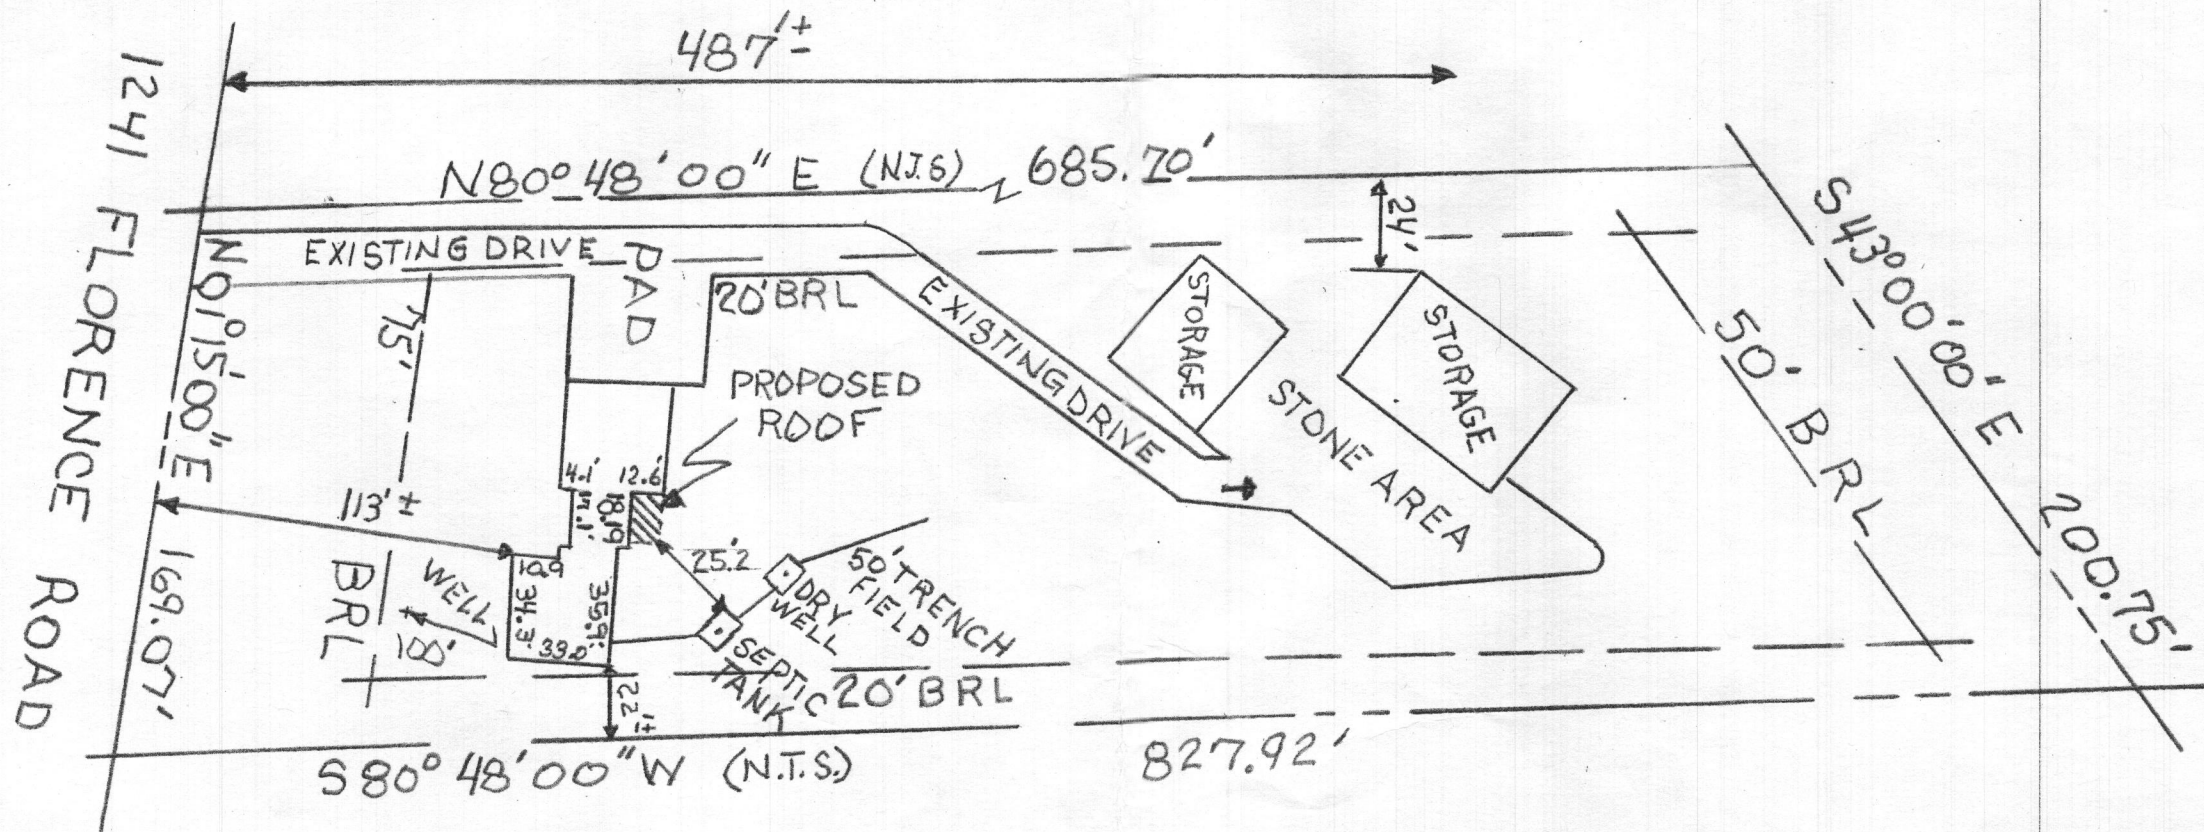 487'±
N80° 48' 00" E (N.T.S) 685.70'
1241 FLORENCE ROAD
N01°15'00"E 169.07'
EXISTING DRIVE
PAD
20' BRL
75'
BRL
EXISTING DRIVE
STORAGE
24'
STORAGE
STONE AREA
50' BRL
S43°00'00" E 200.75'
PROPOSED
ROOF
4.1'
12.6'
18.19
113'±
10.9
34.3'
35.9'
39.0'
WELL
100'
25.2'
DRY
WELL
50' TRENCH
FIELD
SEPTIC
TANK
20' BRL
22'±
S80° 48' 00" W (N.T.S.)
827.92'